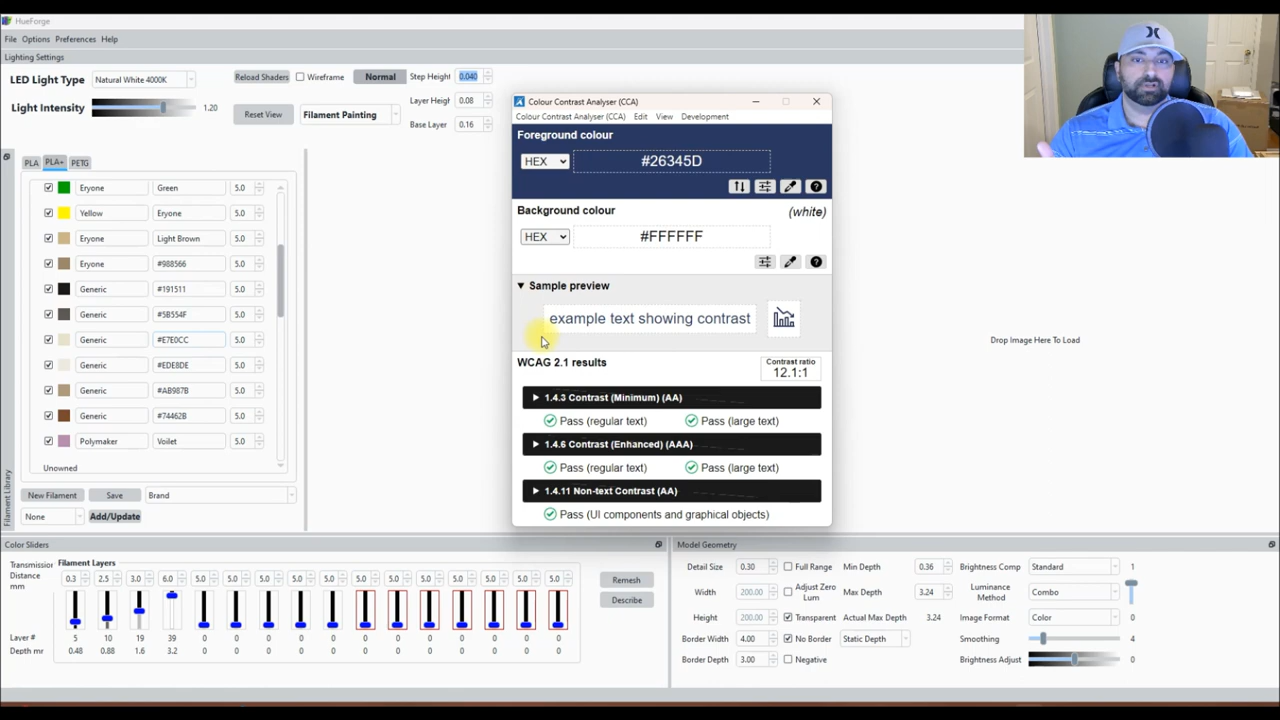 HueForge
File Options Preferences Help
Lighting Settings
LED Light Type Natural White 4000K Reload Shaders Wireframe Normal Step Height 0.040
Light Intensity 1.20 Reset View Filament Painting
Layer Heigh 0.08
Base Layer 0.16
PLA PLA+ PETG
Eryone Green 5.0
Yellow Eryone 5.0
Eryone Light Brown 5.0
Eryone #988566 5.0
Generic #191511 5.0
Generic #5B554F 5.0
Generic #E7E0CC 5.0
Generic #EDE8DE 5.0
Generic #AB987B 5.0
Generic #74462B 5.0
Polymaker Voilet 5.0
Unowned
New Filament Save Brand
None Add/Update
Filament Library
Colour Contrast Analyser (CCA)
Colour Contrast Analyser (CCA) Edit View Development
Foreground colour
HEX #26345D
Background colour (white)
HEX #FFFFFF
Sample preview
example text showing contrast
WCAG 2.1 results Contrast ratio
12.1:1
1.4.3 Contrast (Minimum) (AA)
Pass (regular text) Pass (large text)
1.4.6 Contrast (Enhanced) (AAA)
Pass (regular text) Pass (large text)
1.4.11 Non-text Contrast (AA)
Pass (UI components and graphical objects)
Drop Image Here To Load
Color Sliders
Transmission Filament Layers
Distance 0.3 2.5 3.0 6.0 5.0 5.0 5.0 5.0 5.0 5.0 5.0 5.0 5.0 5.0 5.0 5.0
mm
Layer # 5 10 19 39 0 0 0 0 0 0 0 0 0 0 0 0
Depth mr 0.48 0.88 1.6 3.2 0 0 0 0 0 0 0 0 0 0 0 0
Remesh
Describe
Model Geometry
Detail Size 0.30 Full Range Min Depth 0.36 Brightness Comp Standard 1
Width 200.00 Adjust Zero Lum Max Depth 3.24 Luminance Method Combo
Height 200.00 Transparent Actual Max Depth 3.24 Image Format Color 0
Border Width 4.00 No Border Static Depth Smoothing 4
Border Depth 3.00 Negative Brightness Adjust 0